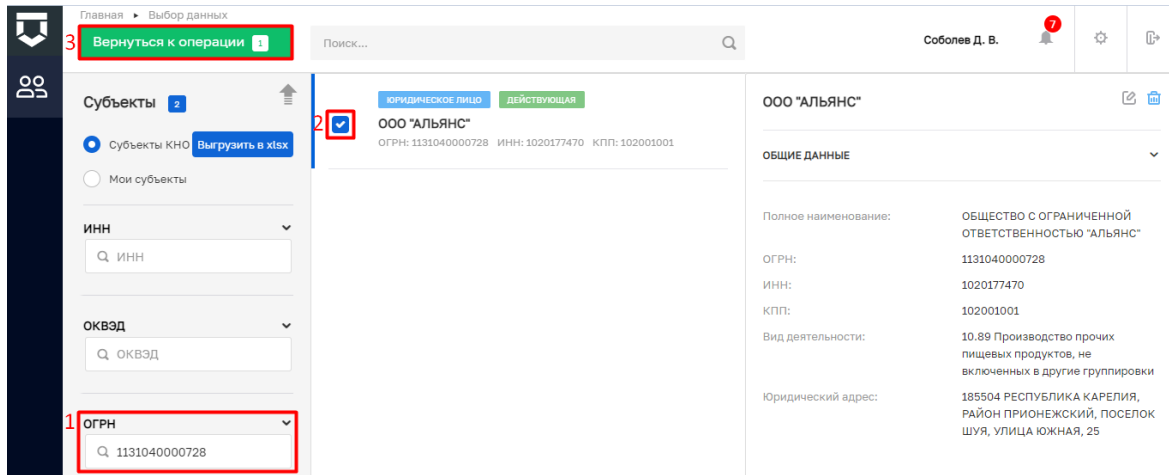 Главная ▸ Выбор данных
3 Вернуться к операции 1
Поиск...
Соболев Д. В.
7
Субъекты 2
Субъекты КНО Выгрузить в xlsx
Мои субъекты
ИНН
ИНН
ОКВЭД
ОКВЭД
1 ОГРН
1131040000728
ЮРИДИЧЕСКОЕ ЛИЦО ДЕЙСТВУЮЩАЯ
2 ООО "АЛЬЯНС"
ОГРН: 1131040000728 ИНН: 1020177470 КПП: 102001001
ООО "АЛЬЯНС"
ОБЩИЕ ДАННЫЕ
Полное наименование: ОБЩЕСТВО С ОГРАНИЧЕННОЙ
ОТВЕТСТВЕННОСТЬЮ "АЛЬЯНС"
ОГРН: 1131040000728
ИНН: 1020177470
КПП: 102001001
Вид деятельности: 10.89 Производство прочих
пищевых продуктов, не
включенных в другие группировки
Юридический адрес: 185504 РЕСПУБЛИКА КАРЕЛИЯ,
РАЙОН ПРИОНЕЖСКИЙ, ПОСЕЛОК
ШУЯ, УЛИЦА ЮЖНАЯ, 25